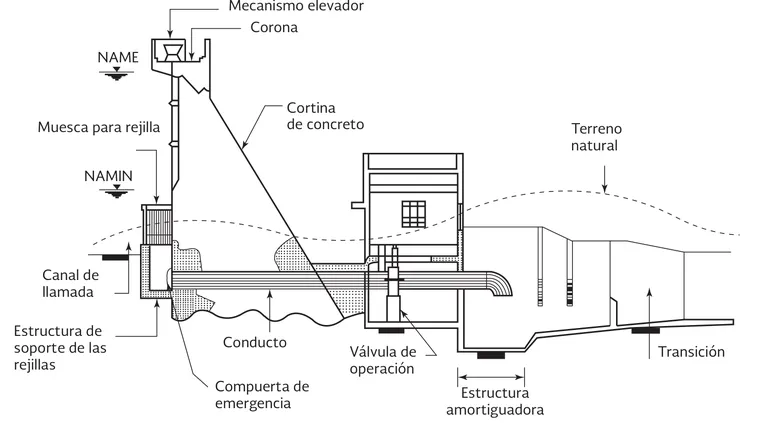 Mecanismo elevador
Corona
NAME
Cortina
de concreto
Muesca para rejilla
Terreno
natural
NAMIN
Canal de
llamada
Estructura de
soporte de las
rejillas
Conducto
Válvula de
operación
Transición
Compuerta de
emergencia
Estructura
amortiguadora